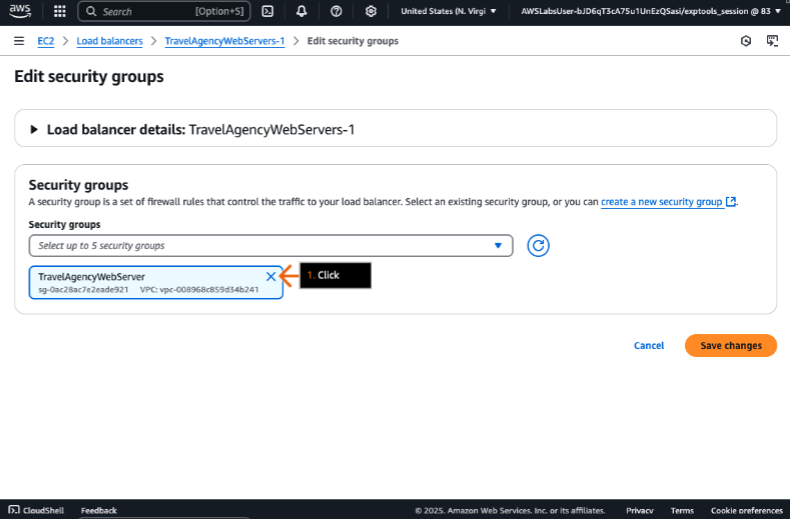 aws
Search [Option+S]
United States (N. Virgi
AWSLabsUser-bJD6qT3cA75u1UnEzQSasi/exptools_session @ 83
EC2 > Load balancers > TravelAgencyWebServers-1 > Edit security groups
Edit security groups
Load balancer details: TravelAgencyWebServers-1
Security groups
A security group is a set of firewall rules that control the traffic to your load balancer. Select an existing security group, or you can create a new security group.
Security groups
Select up to 5 security groups
TravelAgencyWebServer
sg-0ac28ac7e2eade921 VPC: vpc-008968c859d34b241
1. Click
Cancel Save changes
CloudShell Feedback © 2025, Amazon Web Services, Inc. or its affiliates. Privacy Terms Cookie preferences